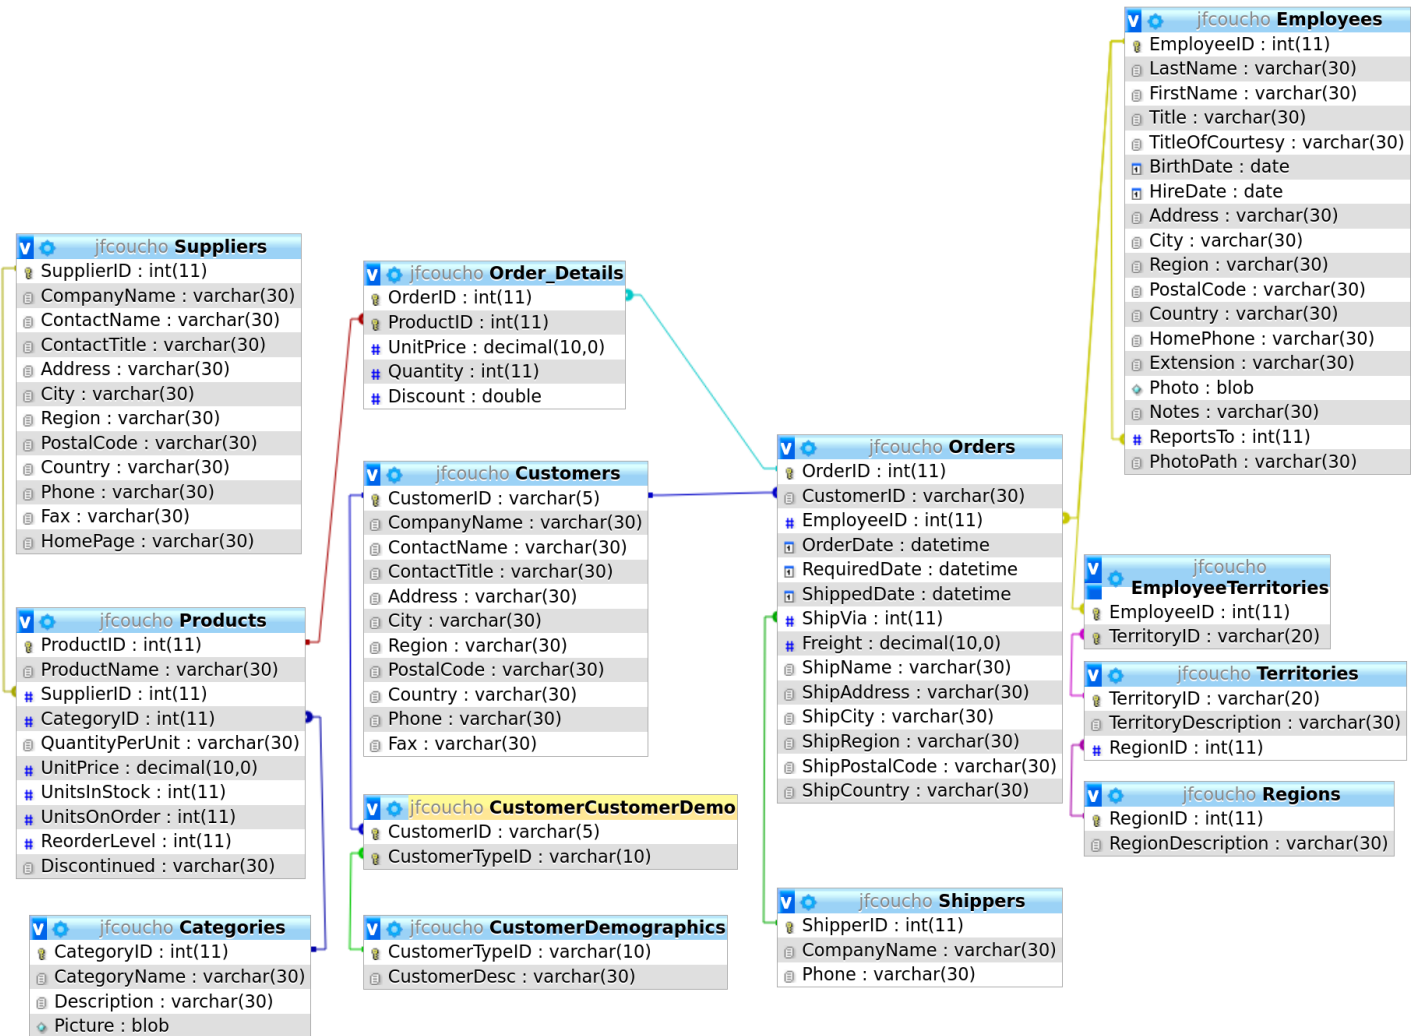 jfcoucho Employees
EmployeeID : int(11)
LastName : varchar(30)
FirstName : varchar(30)
Title : varchar(30)
TitleOfCourtesy : varchar(30)
BirthDate : date
HireDate : date
Address : varchar(30)
City : varchar(30)
Region : varchar(30)
PostalCode : varchar(30)
Country : varchar(30)
HomePhone : varchar(30)
Extension : varchar(30)
Photo : blob
Notes : varchar(30)
ReportsTo : int(11)
PhotoPath : varchar(30)
jfcoucho Suppliers
SupplierID : int(11)
CompanyName : varchar(30)
ContactName : varchar(30)
ContactTitle : varchar(30)
Address : varchar(30)
City : varchar(30)
Region : varchar(30)
PostalCode : varchar(30)
Country : varchar(30)
Phone : varchar(30)
Fax : varchar(30)
HomePage : varchar(30)
jfcoucho Order_Details
OrderID : int(11)
ProductID : int(11)
UnitPrice : decimal(10,0)
Quantity : int(11)
Discount : double
jfcoucho Customers
CustomerID : varchar(5)
CompanyName : varchar(30)
ContactName : varchar(30)
ContactTitle : varchar(30)
Address : varchar(30)
City : varchar(30)
Region : varchar(30)
PostalCode : varchar(30)
Country : varchar(30)
Phone : varchar(30)
Fax : varchar(30)
jfcoucho Orders
OrderID : int(11)
CustomerID : varchar(30)
EmployeeID : int(11)
OrderDate : datetime
RequiredDate : datetime
ShippedDate : datetime
ShipVia : int(11)
Freight : decimal(10,0)
ShipName : varchar(30)
ShipAddress : varchar(30)
ShipCity : varchar(30)
ShipRegion : varchar(30)
ShipPostalCode : varchar(30)
ShipCountry : varchar(30)
jfcoucho
EmployeeTerritories
EmployeeID : int(11)
TerritoryID : varchar(20)
jfcoucho Territories
TerritoryID : varchar(20)
TerritoryDescription : varchar(30)
RegionID : int(11)
jfcoucho Regions
RegionID : int(11)
RegionDescription : varchar(30)
jfcoucho Products
ProductID : int(11)
ProductName : varchar(30)
SupplierID : int(11)
CategoryID : int(11)
QuantityPerUnit : varchar(30)
UnitPrice : decimal(10,0)
UnitsInStock : int(11)
UnitsOnOrder : int(11)
ReorderLevel : int(11)
Discontinued : varchar(30)
jfcoucho CustomerCustomerDemo
CustomerID : varchar(5)
CustomerTypeID : varchar(10)
jfcoucho Categories
CategoryID : int(11)
CategoryName : varchar(30)
Description : varchar(30)
Picture : blob
jfcoucho CustomerDemographics
CustomerTypeID : varchar(10)
CustomerDesc : varchar(30)
jfcoucho Shippers
ShipperID : int(11)
CompanyName : varchar(30)
Phone : varchar(30)